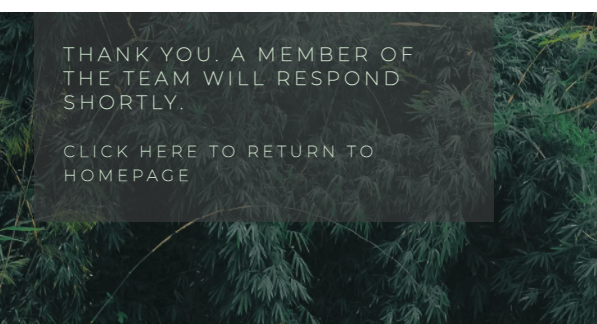 THANK YOU. A MEMBER OF
THE TEAM WILL RESPOND
SHORTLY.
CLICK HERE TO RETURN TO
HOMEPAGE